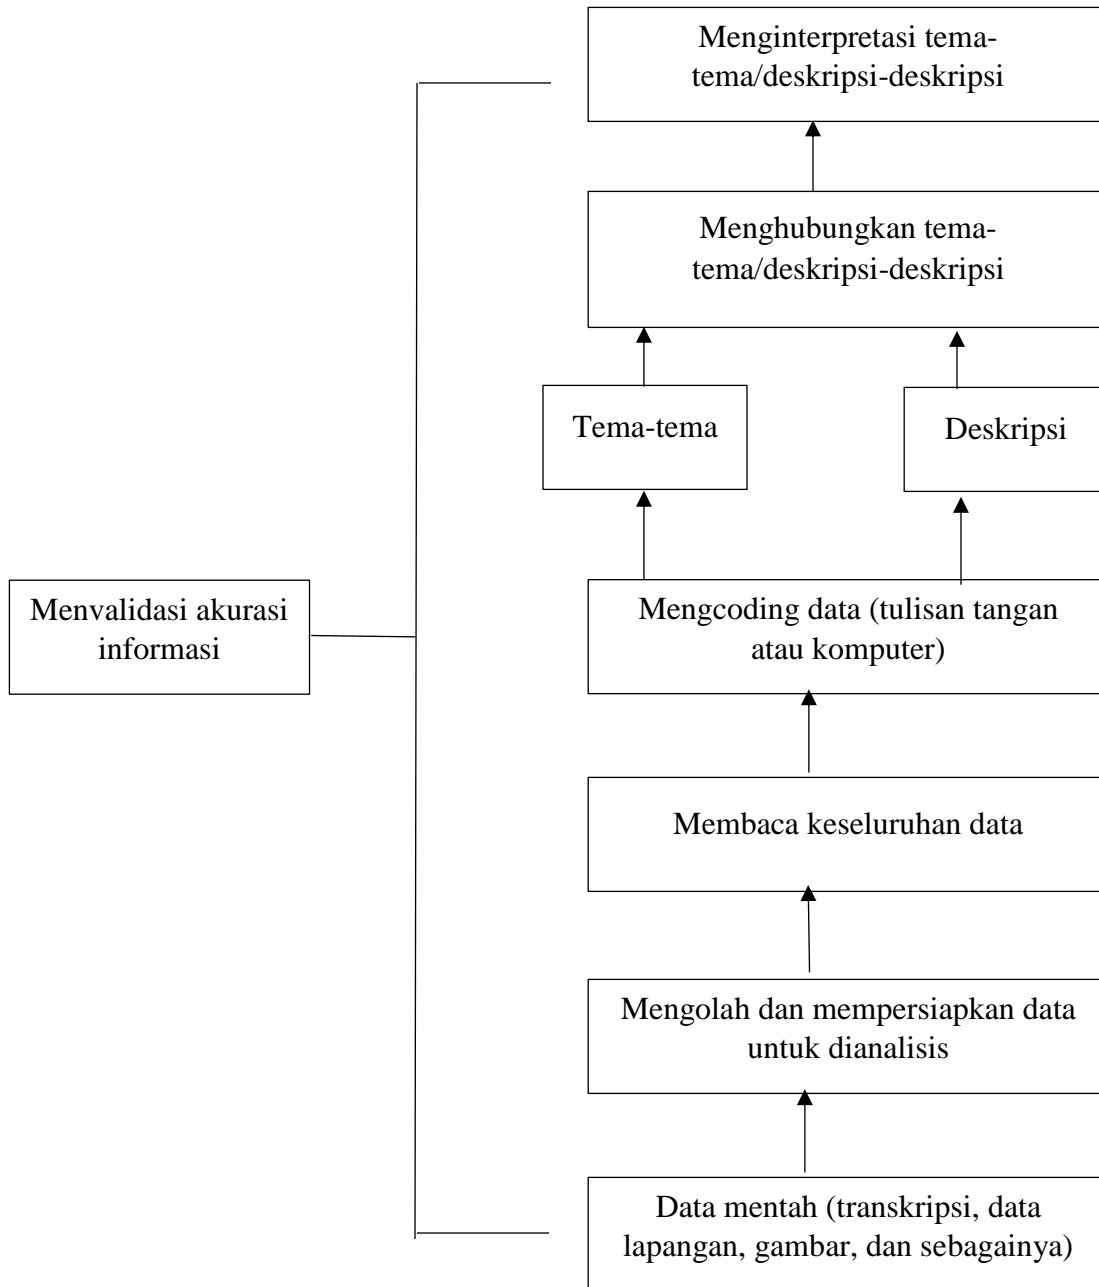 Menginterpretasi tema-
tema/deskripsi-deskripsi
Menghubungkan tema-
tema/deskripsi-deskripsi
Tema-tema
Deskripsi
Menvalidasi akurasi
informasi
Mengcoding data (tulisan tangan
atau komputer)
Membaca keseluruhan data
Mengolah dan mempersiapkan data
untuk dianalisis
Data mentah (transkripsi, data
lapangan, gambar, dan sebagainya)